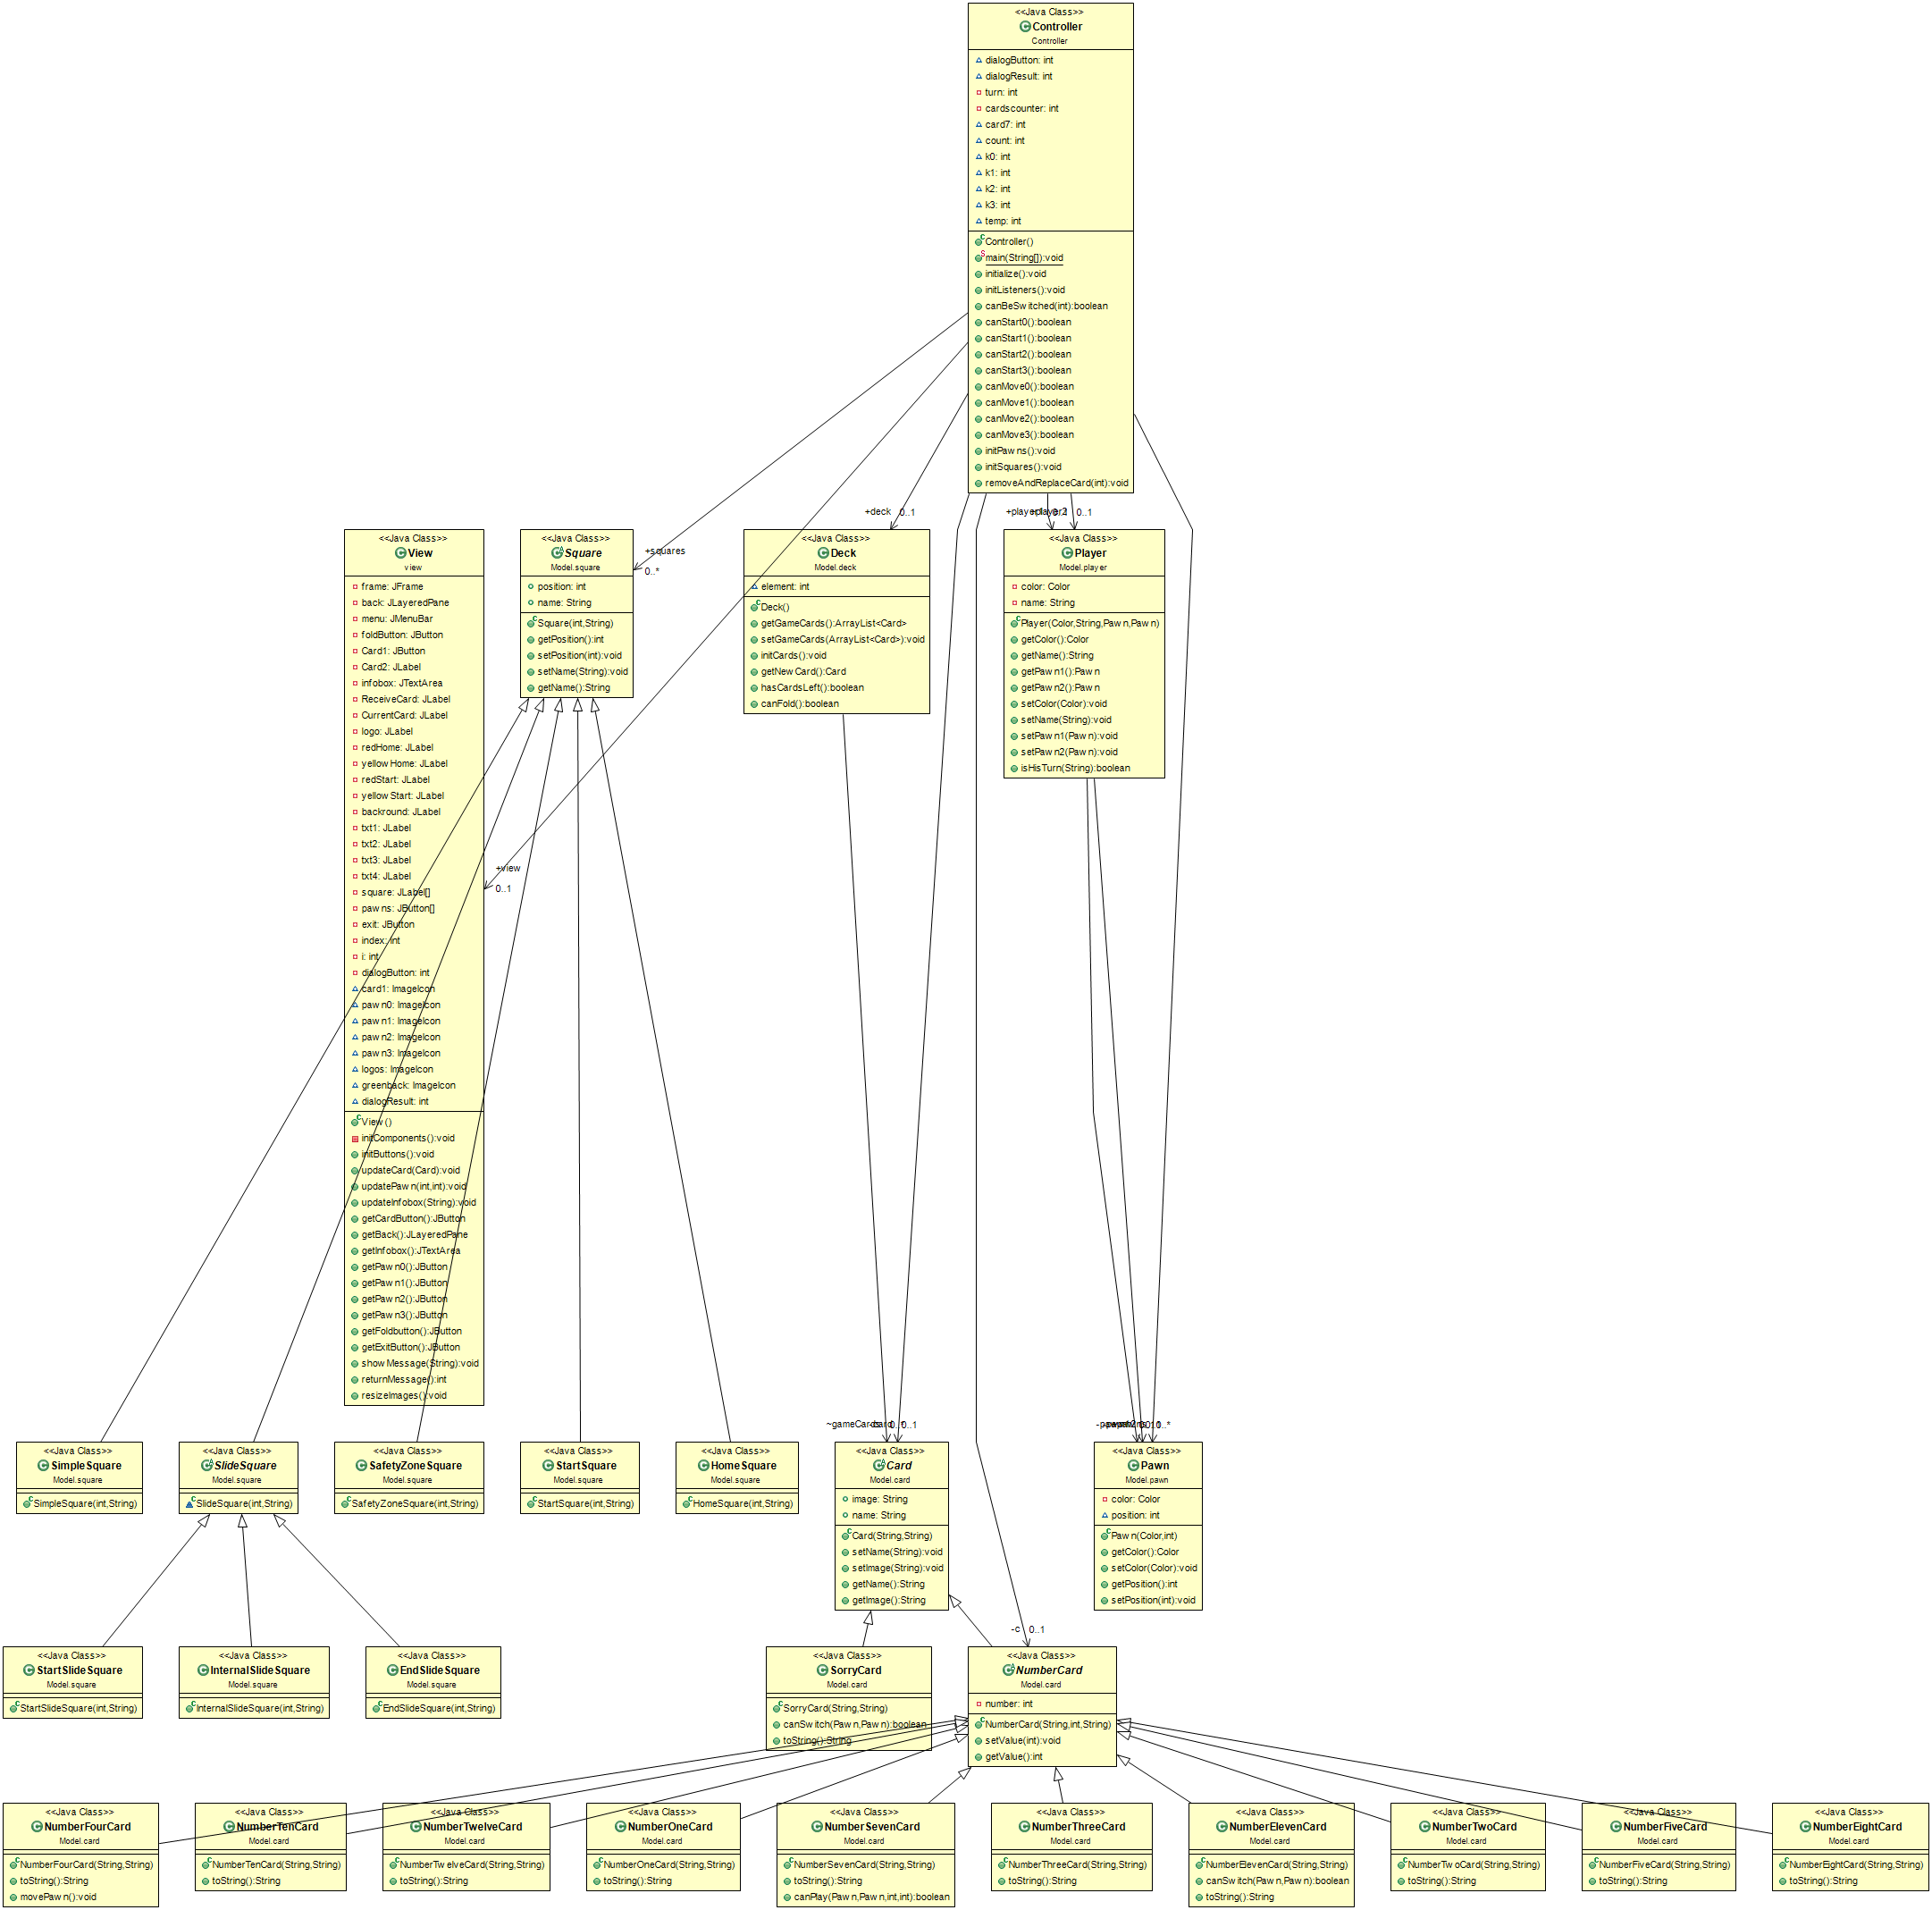 <<Java Class>>
Controller
Controller
dialogButton: int
dialogResult: int
turn: int
cardscounter: int
card7: int
count: int
k0: int
k1: int
k2: int
k3: int
temp: int
Controller()
main(String[]):void
initialize():void
initListeners():void
canBeSwitched(int):boolean
canStart0():boolean
canStart1():boolean
canStart2():boolean
canStart3():boolean
canMove0():boolean
canMove1():boolean
canMove2():boolean
canMove3():boolean
initPawns():void
initSquares():void
removeAndReplaceCard(int):void
+squares
0..*
+view
0..1
+deck 0..1
0..1
<<Java Class>>
View
view
frame: JFrame
back: JLayeredPane
menu: JMenuBar
foldButton: JButton
Card1: JButton
Card2: JLabel
infobox: JTextArea
ReceiveCard: JLabel
CurrentCard: JLabel
logo: JLabel
redHome: JLabel
yellowHome: JLabel
redStart: JLabel
yellowStart: JLabel
backround: JLabel
txt1: JLabel
txt2: JLabel
txt3: JLabel
txt4: JLabel
square: JLabel[]
pawns: JButton[]
exit: JButton
index: int
i: int
dialogButton: int
card1: ImageIcon
pawn0: ImageIcon
pawn1: ImageIcon
pawn2: ImageIcon
pawn3: ImageIcon
logos: ImageIcon
greenback: ImageIcon
dialogResult: int
View()
initComponents():void
initButtons():void
updateCard(Card):void
updatePawn(int,int):void
updateInfobox(String):void
getCardButton():JButton
getBack():JLayeredPane
getInfobox():JTextArea
getPawn0():JButton
getPawn1():JButton
getPawn2():JButton
getPawn3():JButton
getFoldbutton():JButton
getExitButton():JButton
showMessage(String):void
returnMessage():int
resizeImages():void
<<Java Class>>
Square
Model.square
position: int
name: String
Square(int,String)
getPosition():int
setPosition(int):void
setName(String):void
getName():String
<<Java Class>>
Deck
Model.deck
element: int
Deck()
getGameCards():ArrayList<Card>
setGameCards(ArrayList<Card>):void
initCards():void
getNewCard():Card
hasCardsLeft():boolean
canFold():boolean
<<Java Class>>
Player
Model.player
color: Color
name: String
Player(Color,String,Pawn,Pawn)
getColor():Color
getName():String
getPawn1():Pawn
getPawn2():Pawn
setColor(Color):void
setName(String):void
setPawn1(Pawn):void
setPawn2(Pawn):void
isHisTurn(String):boolean
<<Java Class>>
SimpleSquare
Model.square
SimpleSquare(int,String)
<<Java Class>>
SlideSquare
Model.square
SlideSquare(int,String)
<<Java Class>>
SafetyZoneSquare
Model.square
SafetyZoneSquare(int,String)
<<Java Class>>
StartSquare
Model.square
StartSquare(int,String)
<<Java Class>>
HomeSquare
Model.square
HomeSquare(int,String)
~gameCards
0..1
<<Java Class>>
Card
Model.card
image: String
name: String
Card(String,String)
setName(String):void
setImage(String):void
getName():String
getImage():String
0..*
<<Java Class>>
Pawn
Model.pawn
color: Color
position: int
Pawn(Color,int)
getColor():Color
setColor(Color):void
getPosition():int
setPosition(int):void
<<Java Class>>
StartSlideSquare
Model.square
StartSlideSquare(int,String)
<<Java Class>>
InternalSlideSquare
Model.square
InternalSlideSquare(int,String)
<<Java Class>>
EndSlideSquare
Model.square
EndSlideSquare(int,String)
<<Java Class>>
SorryCard
Model.card
SorryCard(String,String)
canSwitch(Pawn,Pawn):boolean
toString():String
-c 0..1
<<Java Class>>
NumberCard
Model.card
number: int
NumberCard(String,int,String)
setValue(int):void
getValue():int
<<Java Class>>
NumberFourCard
Model.card
NumberFourCard(String,String)
toString():String
movePawn():void
<<Java Class>>
NumberTenCard
Model.card
NumberTenCard(String,String)
toString():String
<<Java Class>>
NumberTwelveCard
Model.card
NumberTwelveCard(String,String)
toString():String
<<Java Class>>
NumberOneCard
Model.card
NumberOneCard(String,String)
toString():String
<<Java Class>>
NumberSevenCard
Model.card
NumberSevenCard(String,String)
toString():String
canPlay(Pawn,Pawn,int,int):boolean
<<Java Class>>
NumberThreeCard
Model.card
NumberThreeCard(String,String)
toString():String
<<Java Class>>
NumberElevenCard
Model.card
NumberElevenCard(String,String)
canSwitch(Pawn,Pawn):boolean
toString():String
<<Java Class>>
NumberTwoCard
Model.card
NumberTwoCard(String,String)
toString():String
<<Java Class>>
NumberFiveCard
Model.card
NumberFiveCard(String,String)
toString():String
<<Java Class>>
NumberEightCard
Model.card
NumberEightCard(String,String)
toString():String